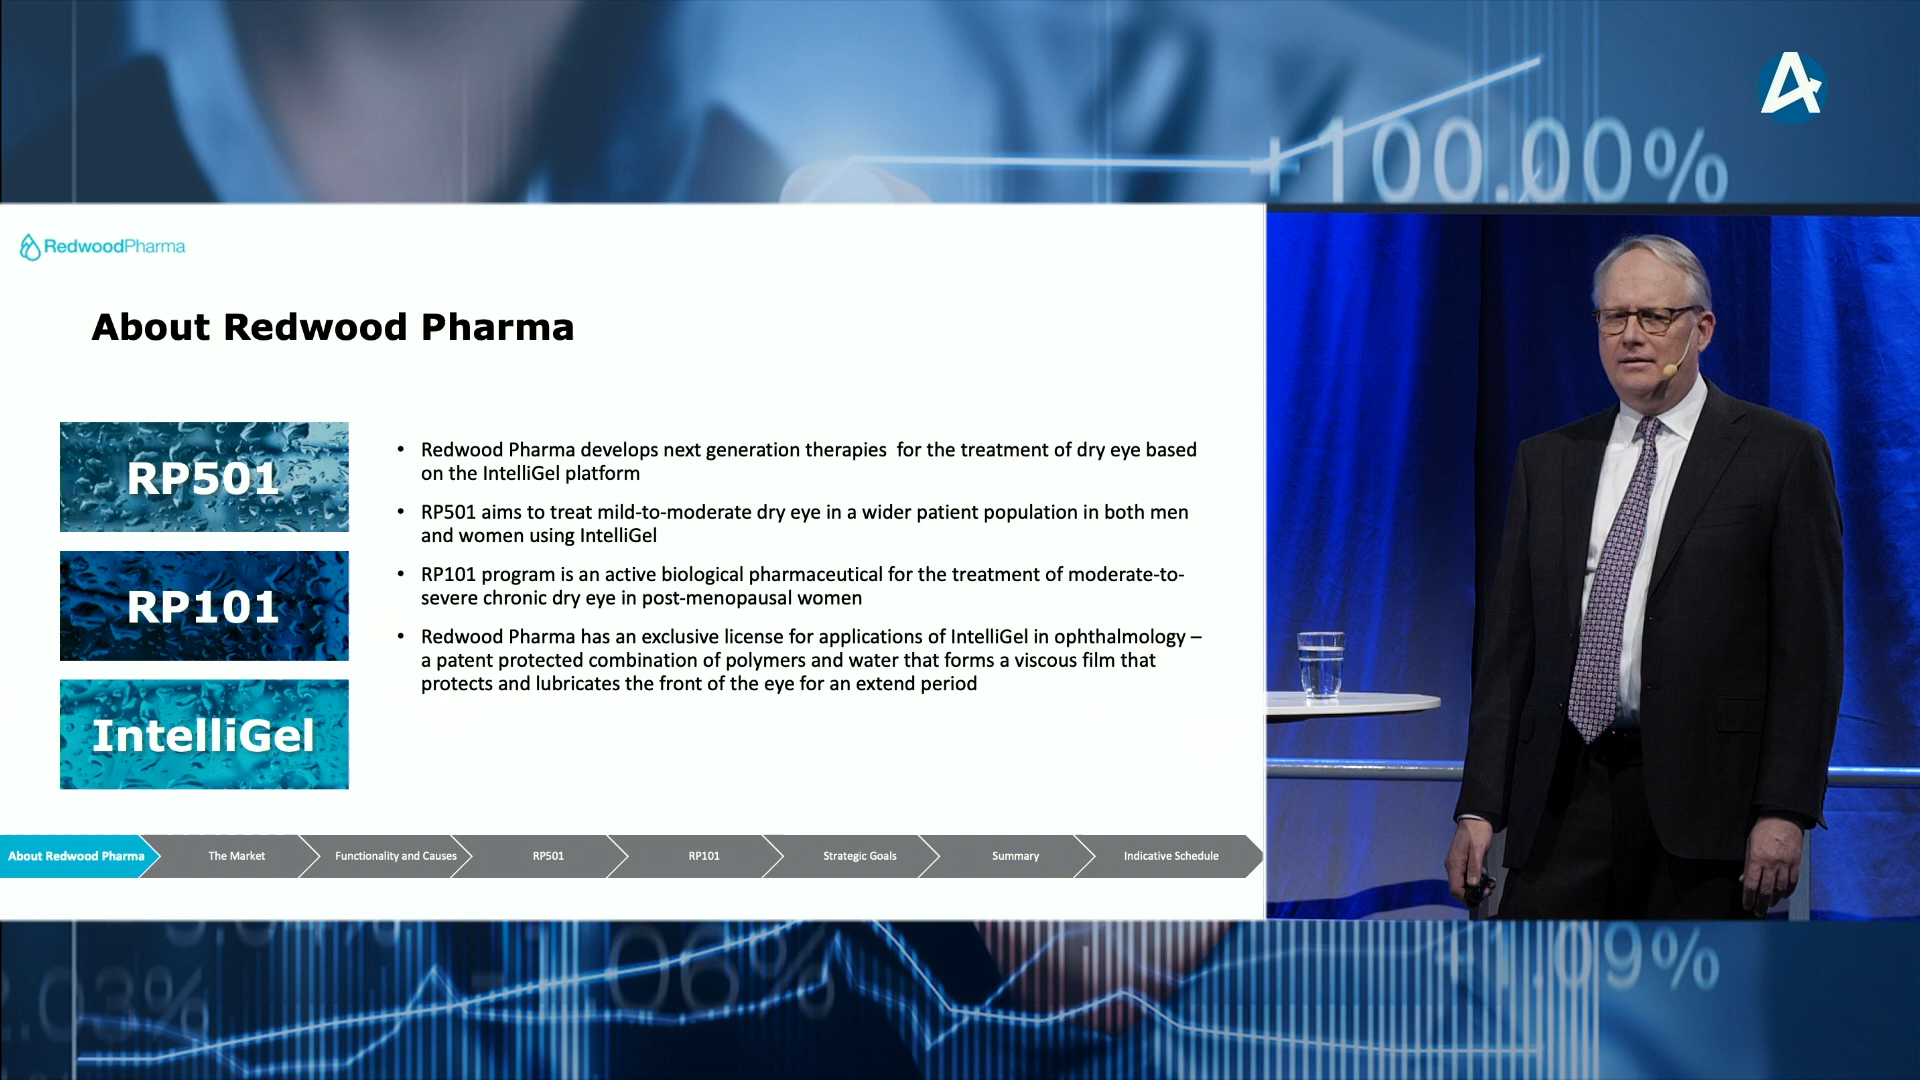 +100.00%
RedwoodPharma
About Redwood Pharma
RP501
RP101
IntelliGel
• Redwood Pharma develops next generation therapies for the treatment of dry eye based
on the IntelliGel platform
• RP501 aims to treat mild-to-moderate dry eye in a wider patient population in both men
and women using IntelliGel
• RP101 program is an active biological pharmaceutical for the treatment of moderate-to-
severe chronic dry eye in post-menopausal women
• Redwood Pharma has an exclusive license for applications of IntelliGel in ophthalmology –
a patent protected combination of polymers and water that forms a viscous film that
protects and lubricates the front of the eye for an extend period
About Redwood Pharma
The Market
Functionality and Causes
RP501
RP101
Strategic Goals
Summary
Indicative Schedule
+1.09%